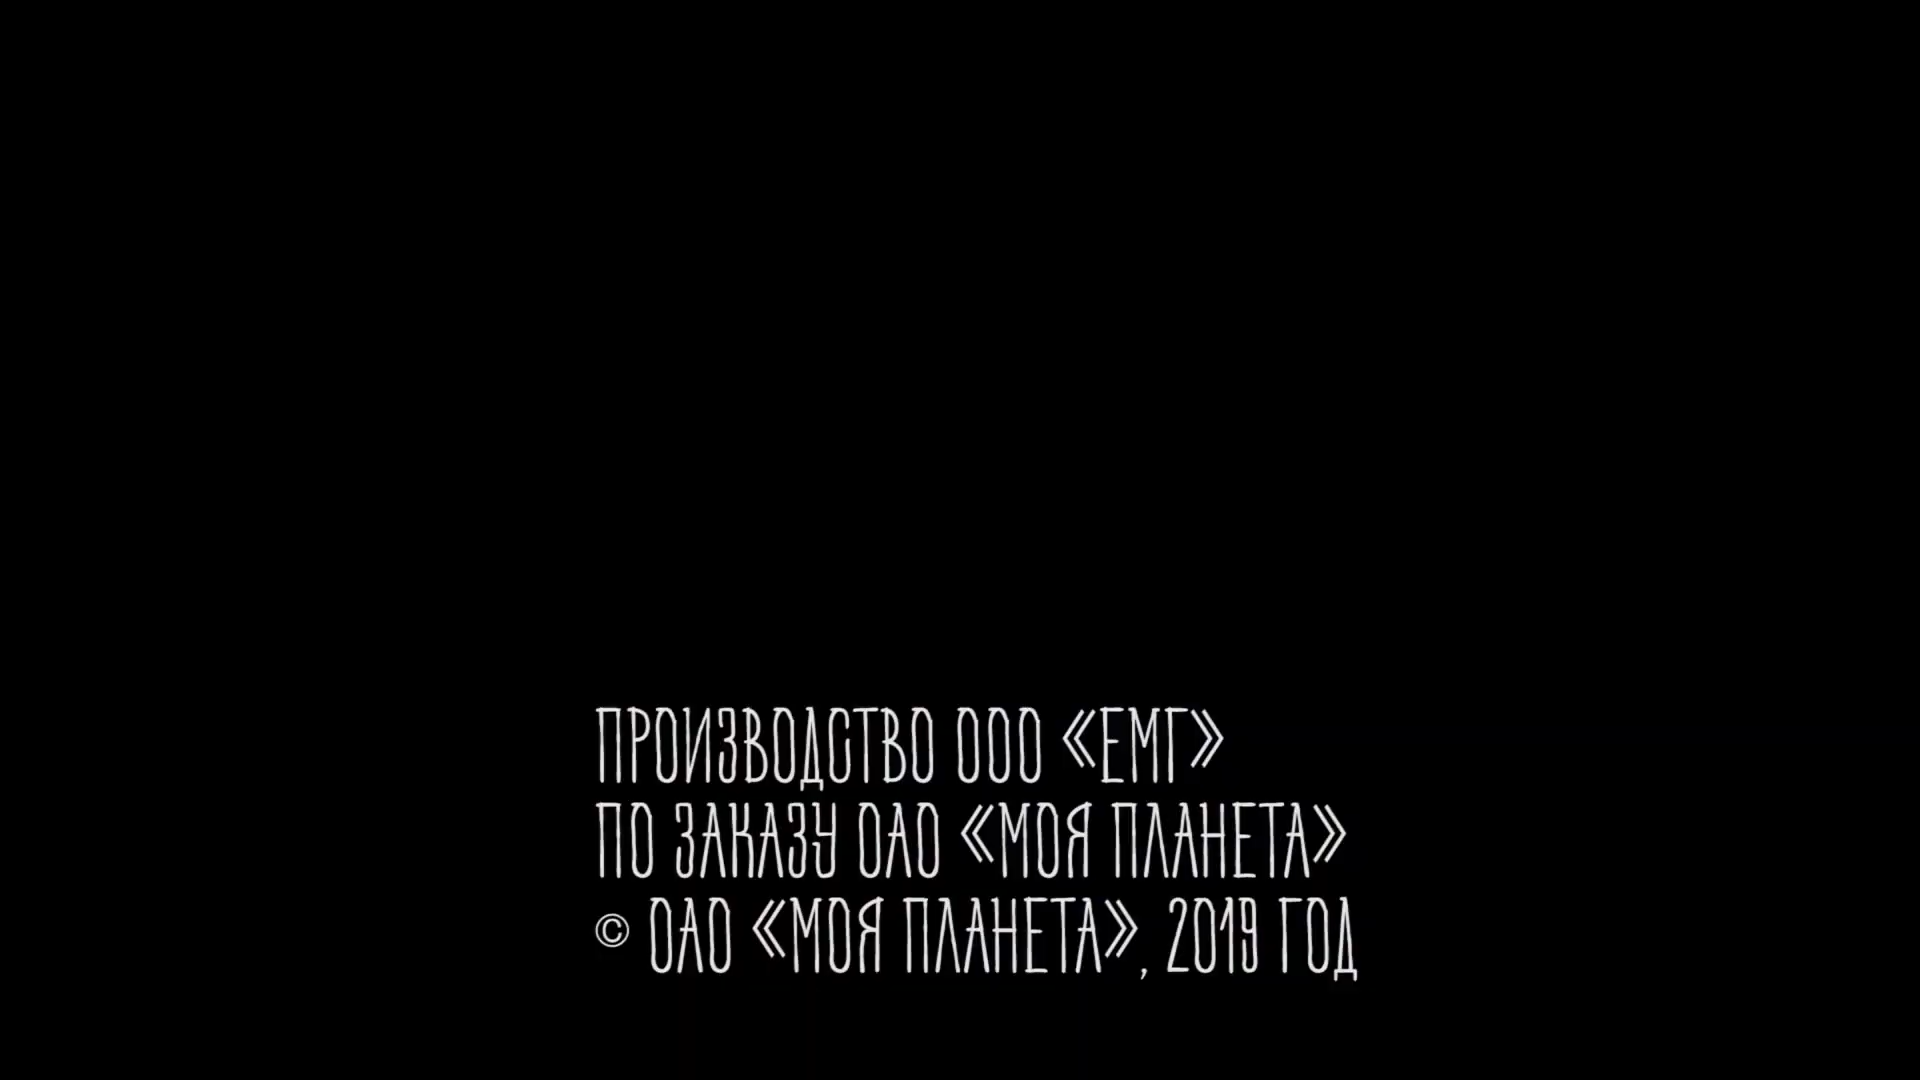 ПРОИЗВОДСТВО ООО «ЕМГ»
ПО ЗАКАЗУ ОАО «МОЯ ПЛАНЕТА»
© ОАО «МОЯ ПЛАНЕТА», 2019 ГОД